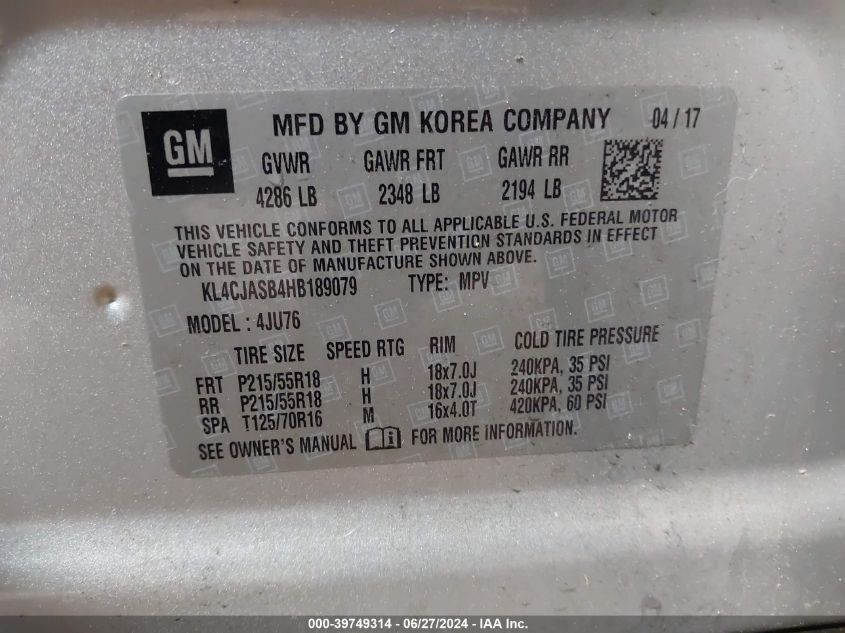 GM
MFD BY GM KOREA COMPANY 04/17
GVWR GAWR FRT GAWR RR
4286 LB 2348 LB 2194 LB
THIS VEHICLE CONFORMS TO ALL APPLICABLE U.S. FEDERAL MOTOR
VEHICLE SAFETY AND THEFT PREVENTION STANDARDS IN EFFECT
ON THE DATE OF MANUFACTURE SHOWN ABOVE.
KL4CJASB4HB189079 TYPE: MPV
MODEL : 4JU76
TIRE SIZE SPEED RTG RIM COLD TIRE PRESSURE
FRT P215/55R18 H 18x7.0J 240KPA, 35 PSI
RR P215/55R18 H 18x7.0J 240KPA, 35 PSI
SPA T125/70R16 M 16x4.0T 420KPA, 60 PSI
SEE OWNER'S MANUAL FOR MORE INFORMATION.
000-39749314 - 06/27/2024 - IAA Inc.